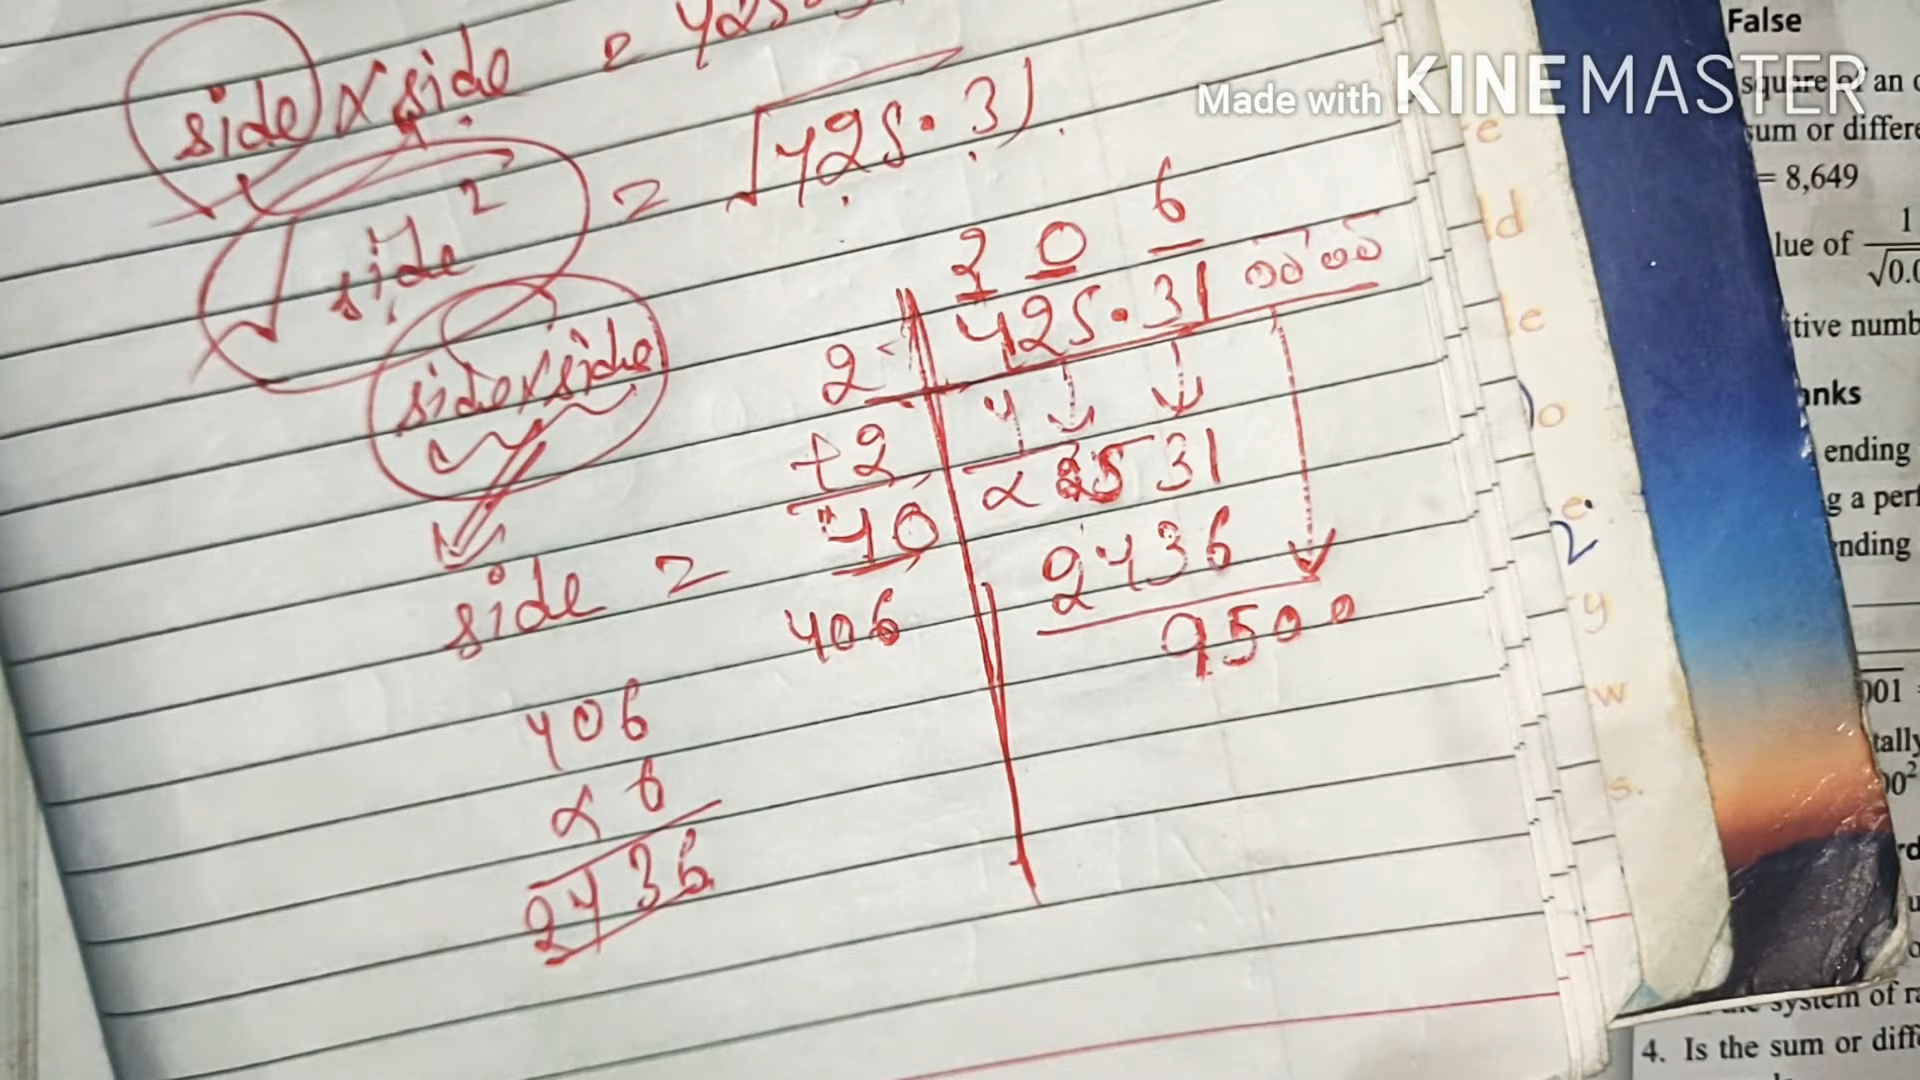 side × side = 425.3
√side² = √425.31
side×side
side =
2 0 6
2 425.31 00 00
+2 4
40 × 25 31
406 2436
9500
406
× 6
2436
Made with KINEMASTER
False
square of an
sum or differe
= 8,649
lue of 1
√0.0
itive numb
anks
ending
g a perf
nding
001 =
tally
00²
system of ra
4. Is the sum or diffe